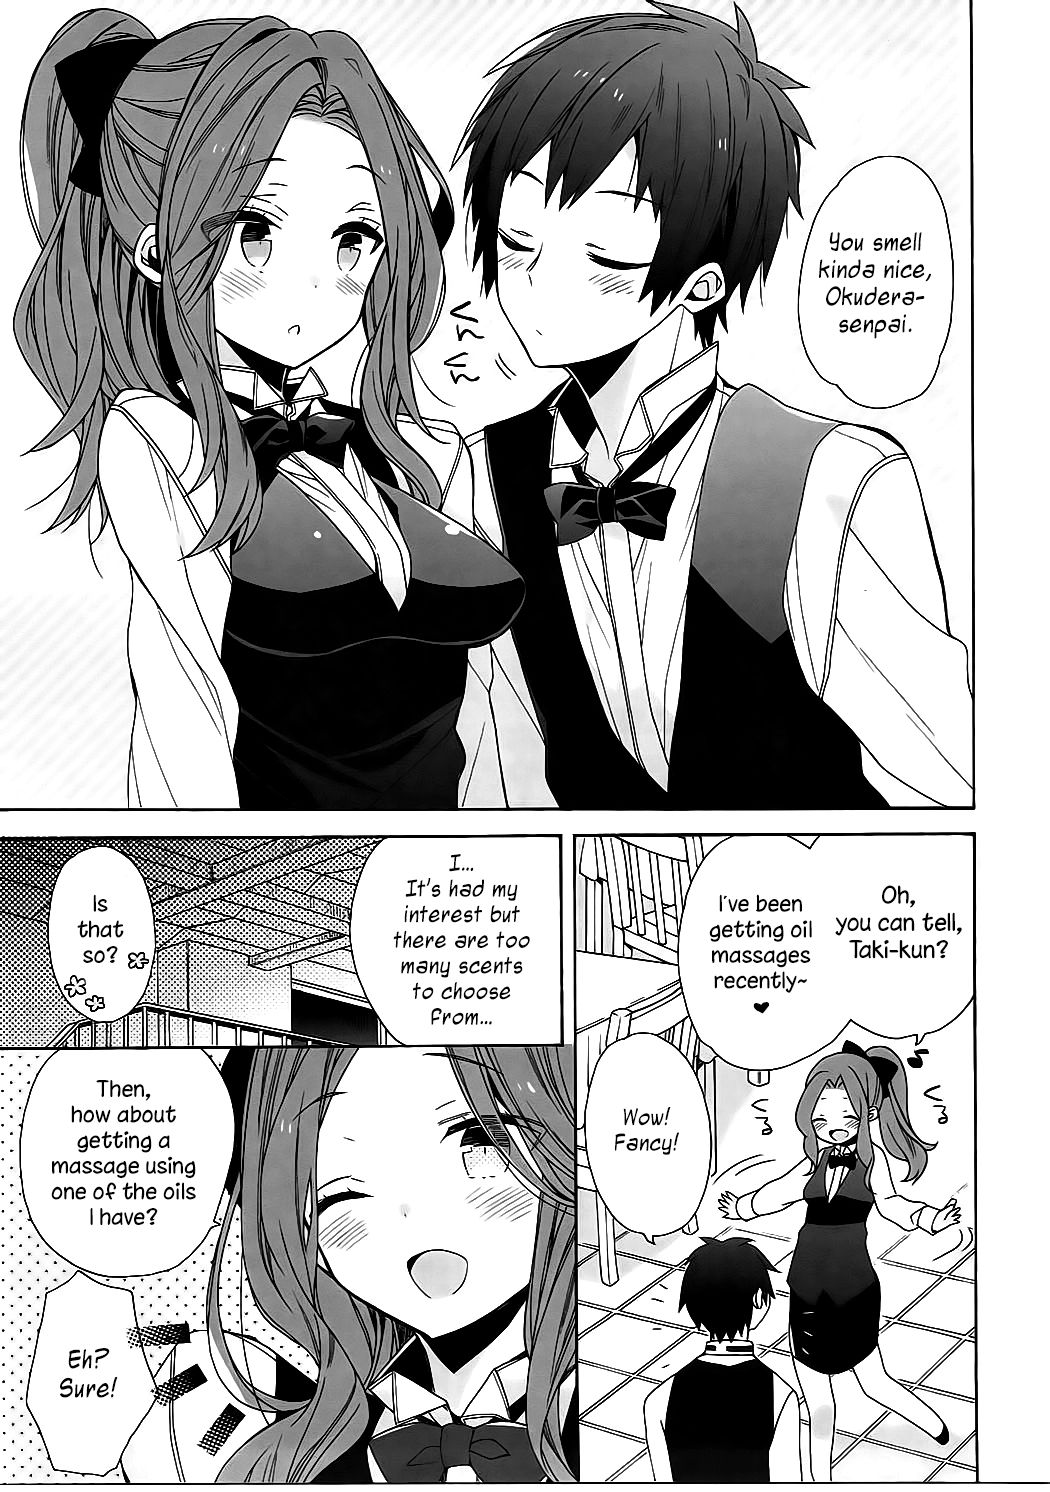 You smell
kinda nice,
Okudera-
senpai.
Oh,
you can tell,
Taki-kun?
I've been
getting oil
massages
recently~
Wow!
Fancy!
I...
It's had my
interest but
there are too
many scents
to choose
from...
Is
that
so?
Then,
how about
getting a
massage using
one of the oils
I have?
Eh?
Sure!